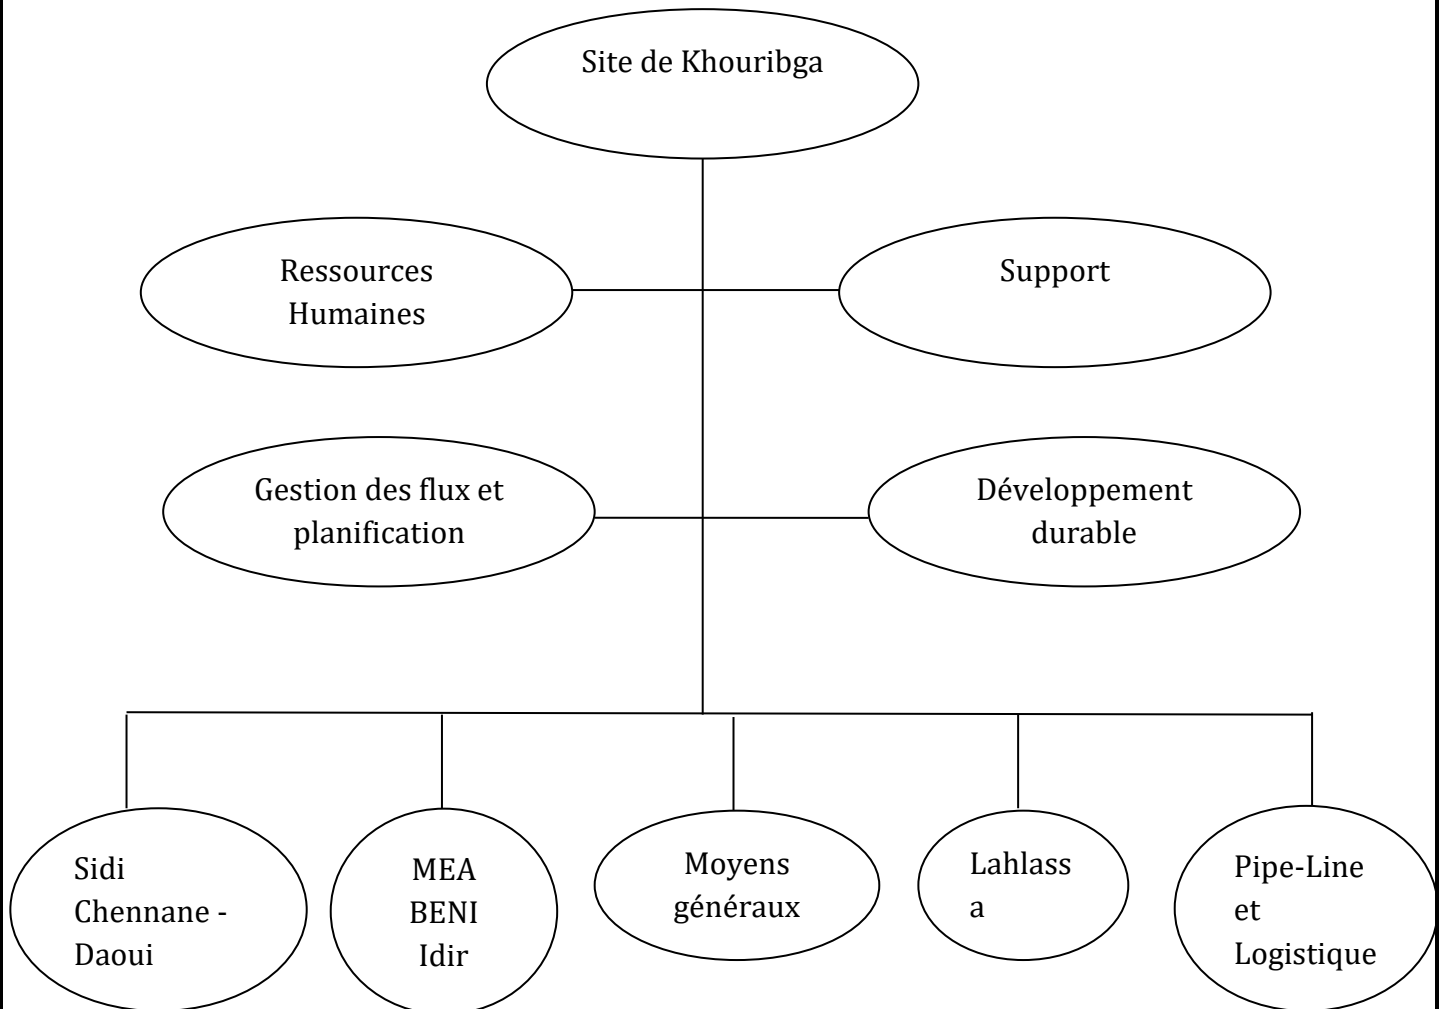 Site de Khouribga
Ressources
Humaines
Support
Gestion des flux et
planification
Développement
durable
Sidi
Chennane -
Daoui
MEA
BENI
Idir
Moyens
généraux
Lahlass
a
Pipe-Line
et
Logistique